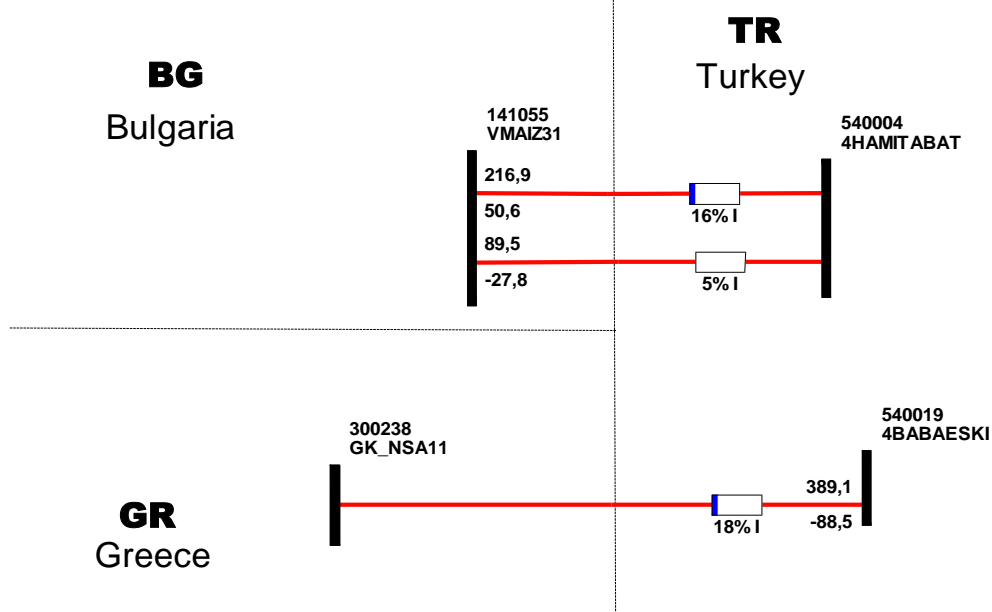 BG
Bulgaria
TR
Turkey
141055
VMAIZ31
540004
4HAMITABAT
216,9
50,6
16% I
89,5
-27,8
5% I
300238
GK_NSA11
540019
4BABAESKI
GR
Greece
389,1
-88,5
18% I